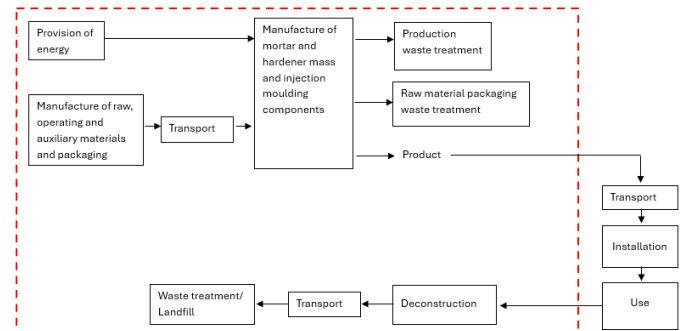 Provision of
energy
Manufacture of
mortar and
hardener mass
and injection
moulding
components
Production
waste treatment
Raw material packaging
waste treatment
Manufacture of raw,
operating and
auxiliary materials
and packaging
Transport
Product
Transport
Installation
Use
Deconstruction
Transport
Waste treatment/
Landfill